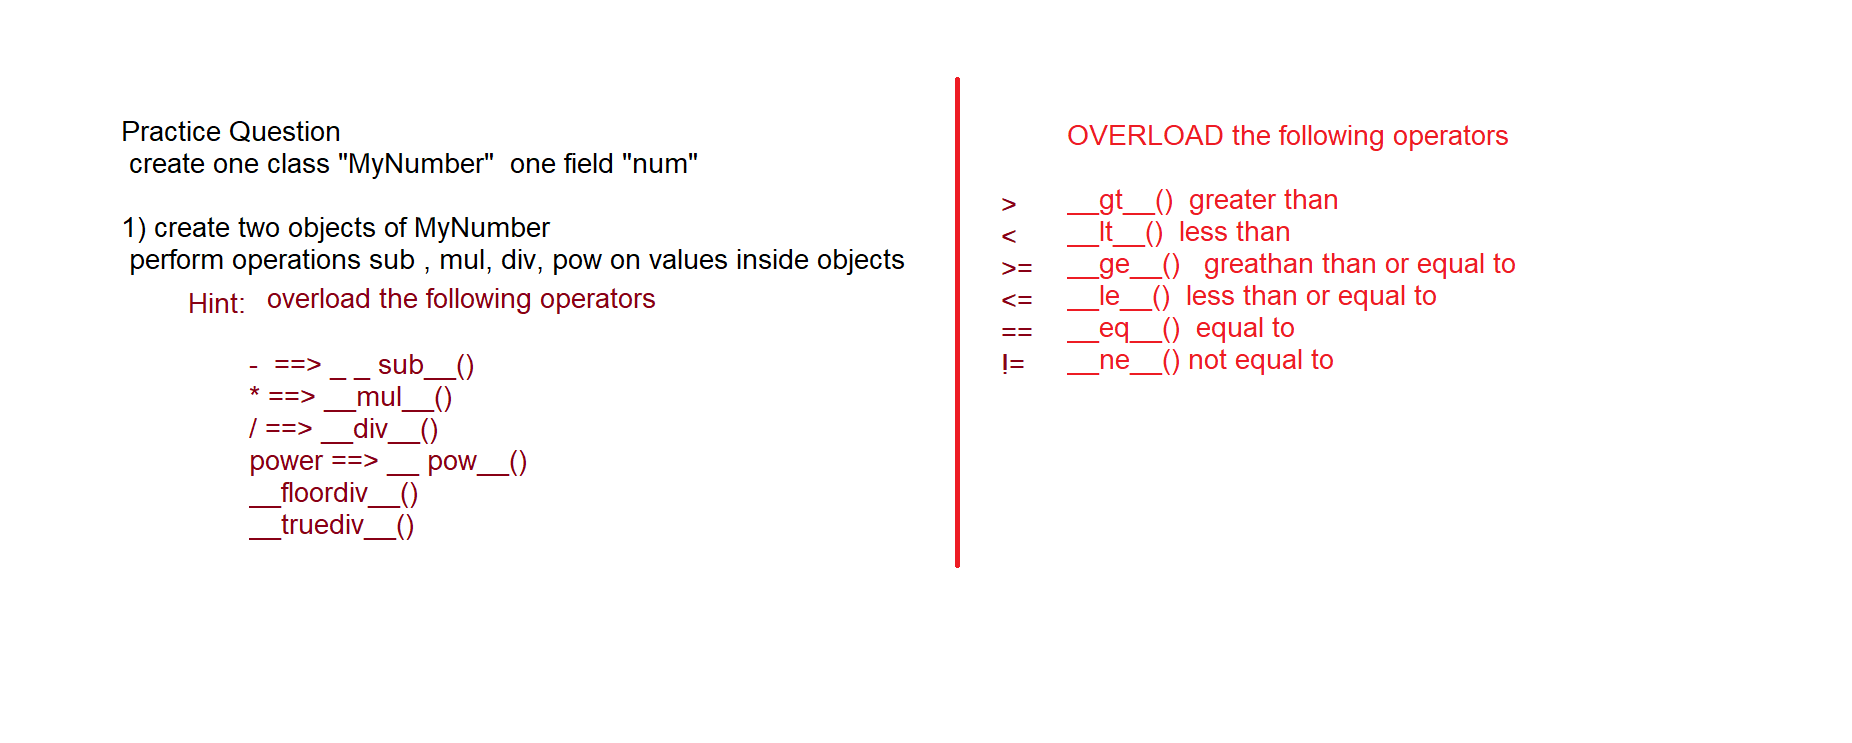 Practice Question
create one class "MyNumber"  one field "num"
1) create two objects of MyNumber
perform operations sub , mul, div, pow on values inside objects
Hint:   overload the following operators
-  ==> _ _ sub__()
* ==> __mul__()
/ ==> __div__()
power ==> __ pow__()
__floordiv__()
__truediv__()
OVERLOAD the following operators
>   __gt__()  greater than
<   __lt__()  less than
>=   __ge__()   greathan than or equal to
<=   __le__()  less than or equal to
==   __eq__()  equal to
!=   __ne__() not equal to